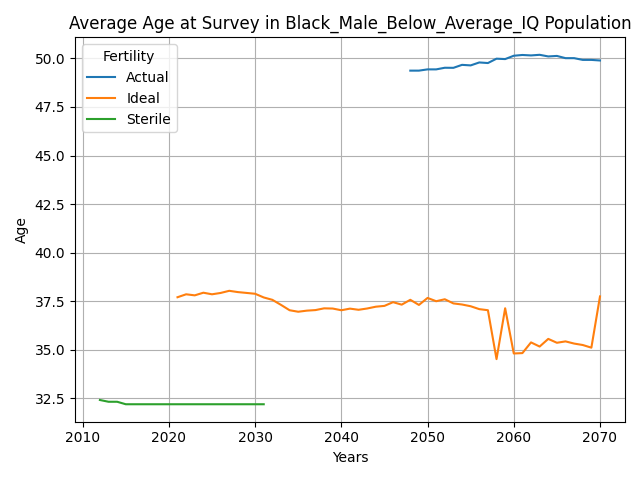 Average Age at Survey in Black_Male_Below_Average_IQ Population
Fertility
Actual
Ideal
Sterile
50.0
47.5
45.0
42.5
40.0
37.5
35.0
32.5
Age
2010
2020
2030
2040
2050
2060
2070
Years